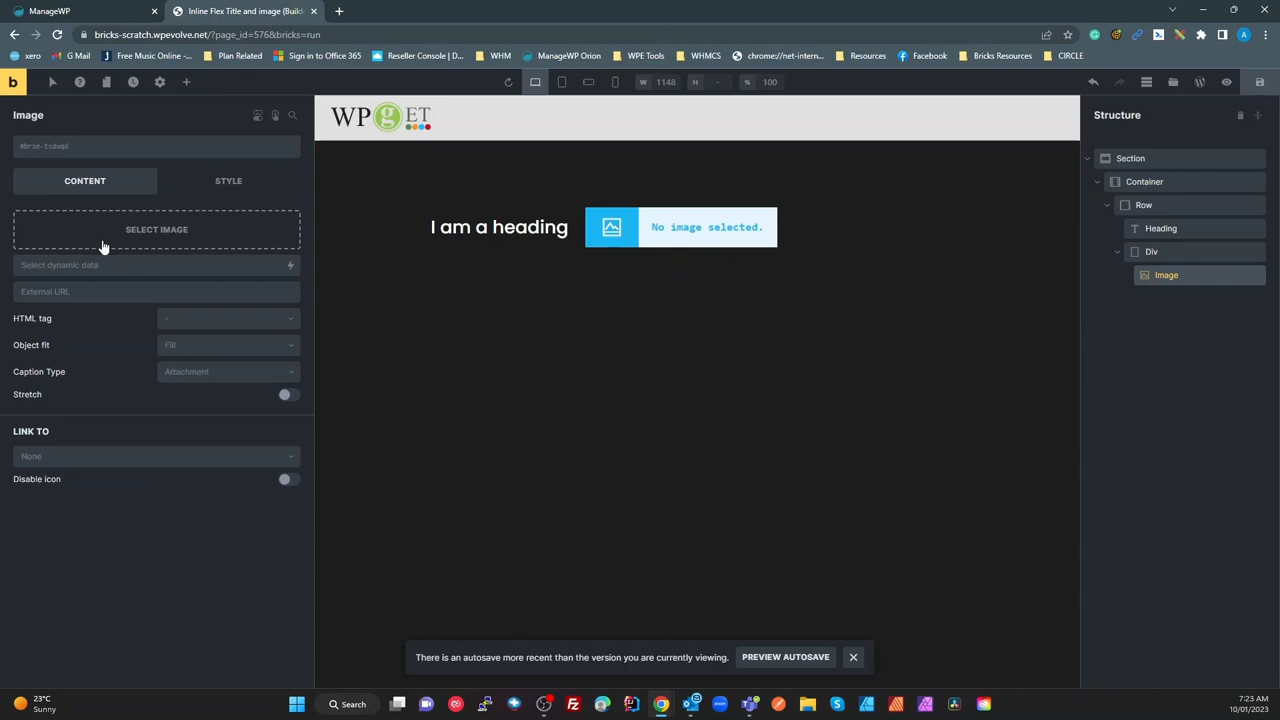 ManageWP
Inline Flex Title and image (Build
bricks-scratch.wpevolve.net/?page_id=576&bricks=run
xero
G Mail
Free Music Online -...
Plan Related
Sign in to Office 365
Reseller Console (D...
WHM
ManageWP Orion
WPF Tools
WHMCS
chrome://net-intern...
Resources
Facebook
Bricks Resources
CIRCLE
b
W 1148 H - % 100
Image
#brxe-tsduqd
CONTENT STYLE
SELECT IMAGE
Select dynamic data
External URL
HTML tag -
Object fit Fill
Caption Type Attachment
Stretch
LINK TO
None
Disable icon
WPgET
I am a heading
No image selected.
There is an autosave more recent than the version you are currently viewing. PREVIEW AUTOSAVE
Structure
Section
Container
Row
Heading
Div
Image
23°C
Sunny
Search
7:23 AM
10/01/2023